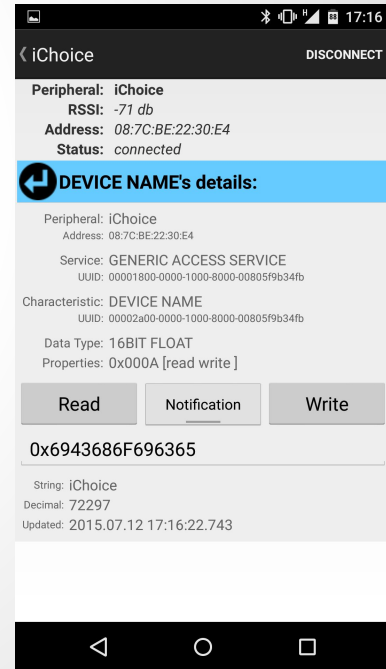 H 88 17:16
iChoice DISCONNECT
Peripheral: iChoice
RSSI: -71 db
Address: 08:7C:BE:22:30:E4
Status: connected
DEVICE NAME's details:
Peripheral: iChoice
Address: 08:7C:BE:22:30:E4
Service: GENERIC ACCESS SERVICE
UUID: 00001800-0000-1000-8000-00805f9b34fb
Characteristic: DEVICE NAME
UUID: 00002a00-0000-1000-8000-00805f9b34fb
Data Type: 16BIT FLOAT
Properties: 0x000A [read write ]
Read Notification Write
0x6943686F696365
String: iChoice
Decimal: 72297
Updated: 2015.07.12 17:16:22.743